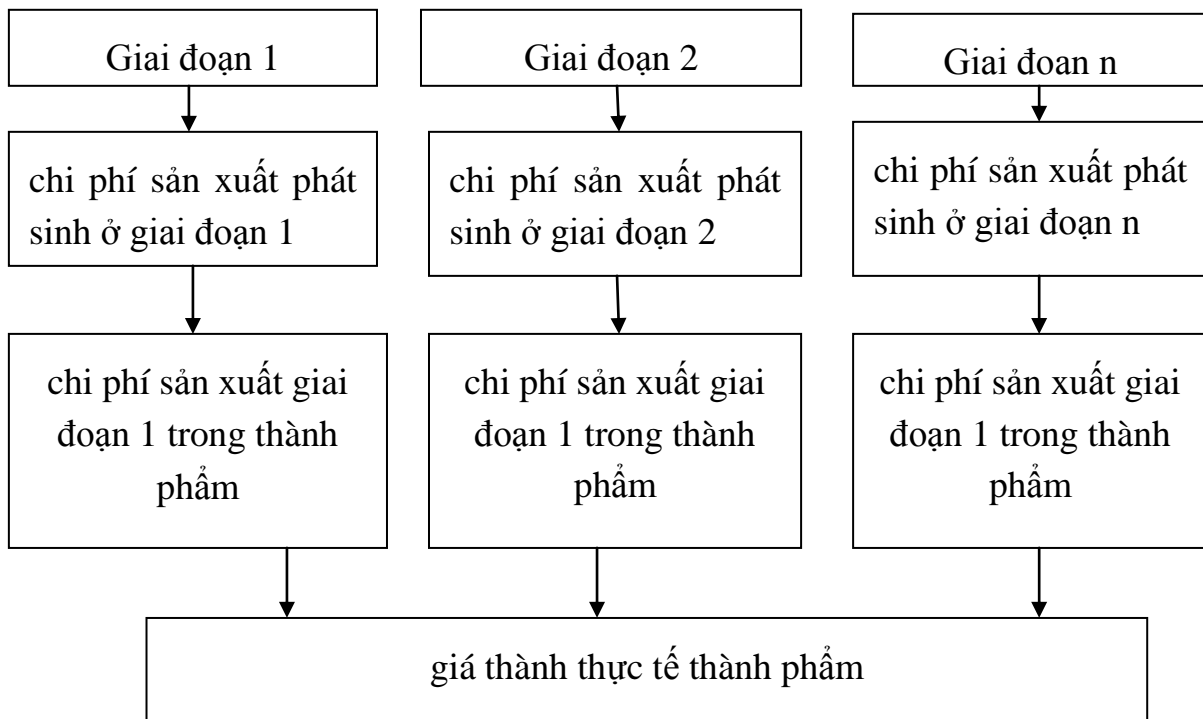 Giai đoạn 1
Giai đoạn 2
Giai đoan n
chi phí sản xuất phát
sinh ở giai đoạn 1
chi phí sản xuất phát
sinh ở giai đoạn 2
chi phí sản xuất phát
sinh ở giai đoạn n
chi phí sản xuất giai
đoạn 1 trong thành
phẩm
chi phí sản xuất giai
đoạn 1 trong thành
phẩm
chi phí sản xuất giai
đoạn 1 trong thành
phẩm
giá thành thực tế thành phẩm